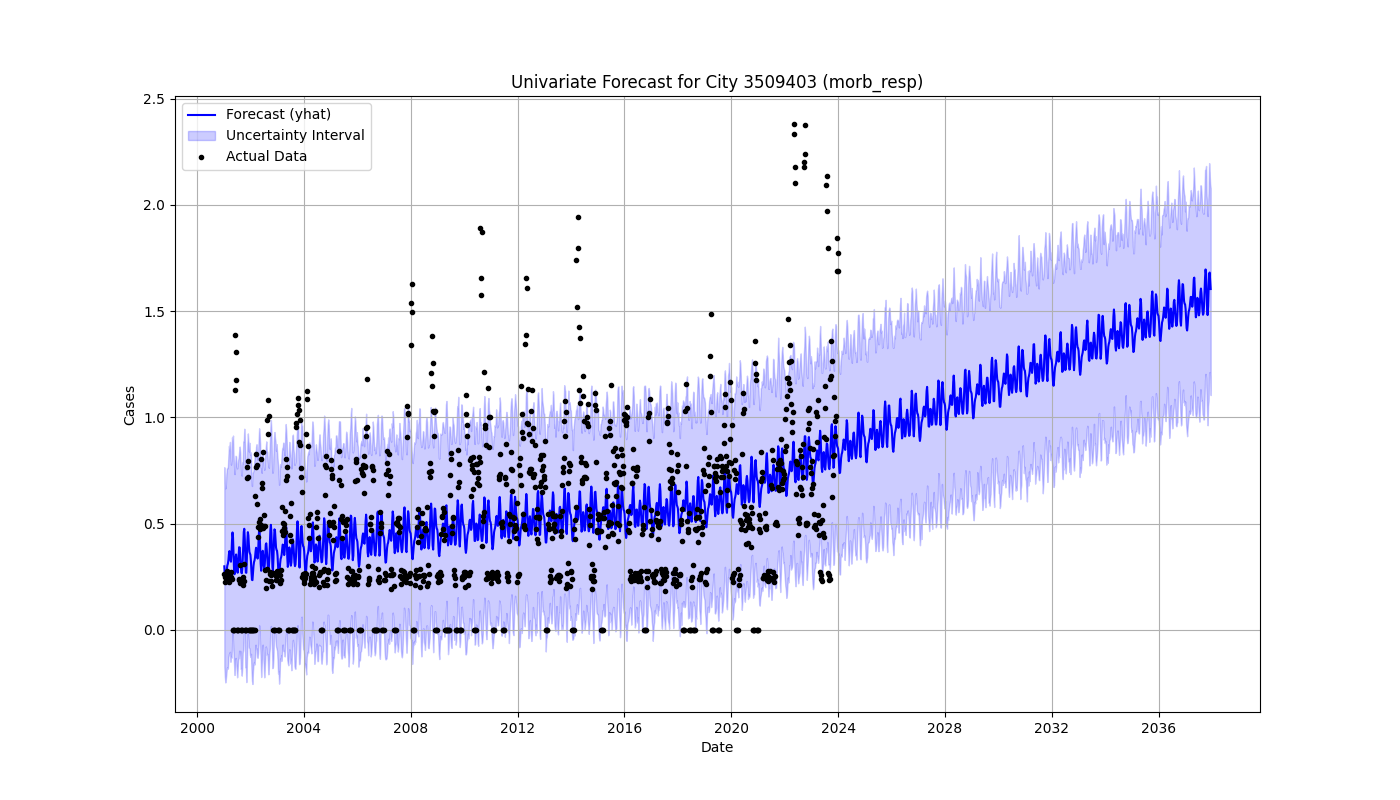 Univariate Forecast for City 3509403 (morb_resp)
Forecast (yhat)
Uncertainty Interval
Actual Data
Cases
2.5
2.0
1.5
1.0
0.5
0.0
2000 2004 2008 2012 2016 2020 2024 2028 2032 2036
Date